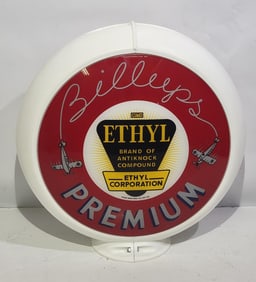 Billups
ETHYL
BRAND OF
ANTIKNOCK
COMPOUND
ETHYL
CORPORATION
PREMIUM